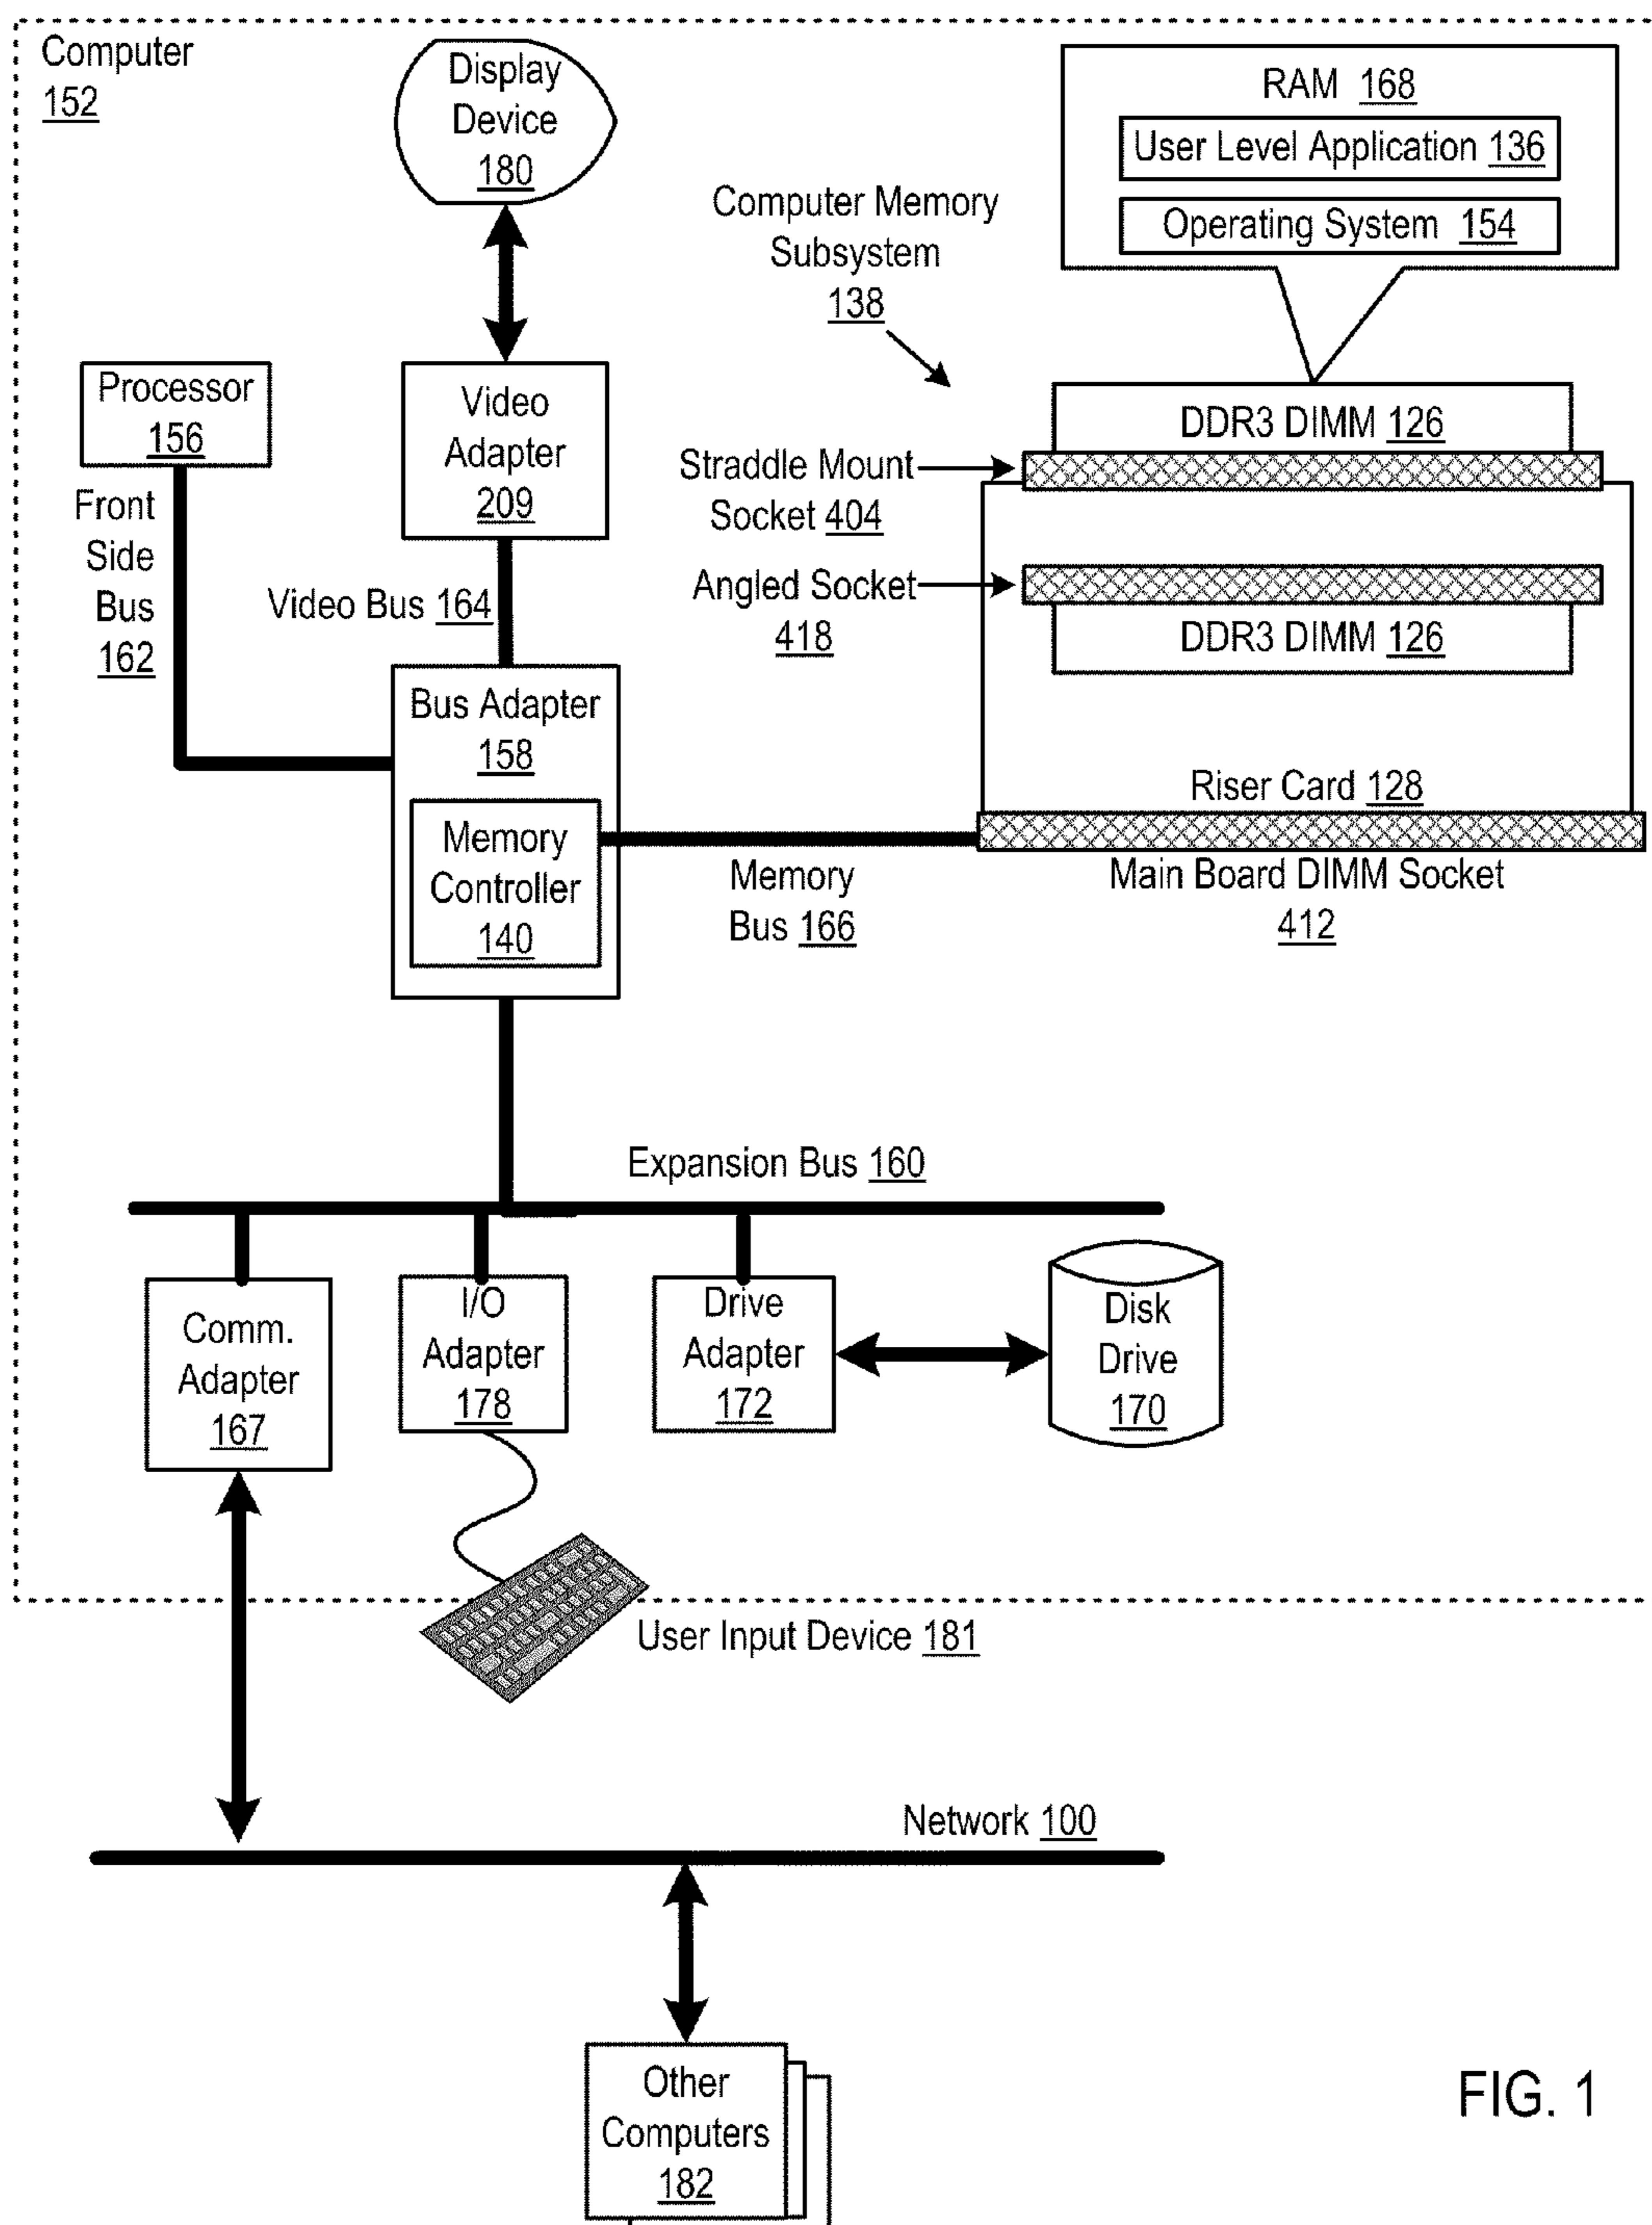 Computer
152
Display
Device
180
RAM 168
User Level Application 136
Operating System 154
Computer Memory
Subsystem
138
Processor
156
Video
Adapter
209
DDR3 DIMM 126
Straddle Mount
Socket 404
Front
Side
Bus
162
Video Bus 164
Angled Socket
418
DDR3 DIMM 126
Bus Adapter
158
Riser Card 128
Memory
Controller
140
Memory
Bus 166
Main Board DIMM Socket
412
Expansion Bus 160
Comm.
Adapter
167
I/O
Adapter
178
Drive
Adapter
172
Disk
Drive
170
User Input Device 181
Network 100
Other
Computers
182
FIG. 1